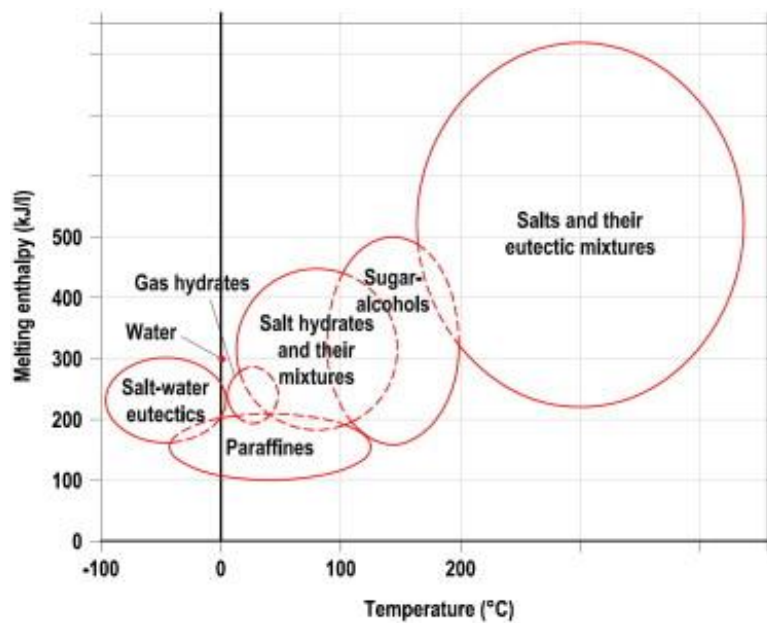 Melting enthalpy (kJ/l)
500
400
300
200
100
0
-100
0
100
200
Temperature (°C)
Salts and their
eutectic mixtures
Sugar-
alcohols
Gas hydrates
Salt hydrates
and their
mixtures
Water
Salt-water
eutectics
Paraffines